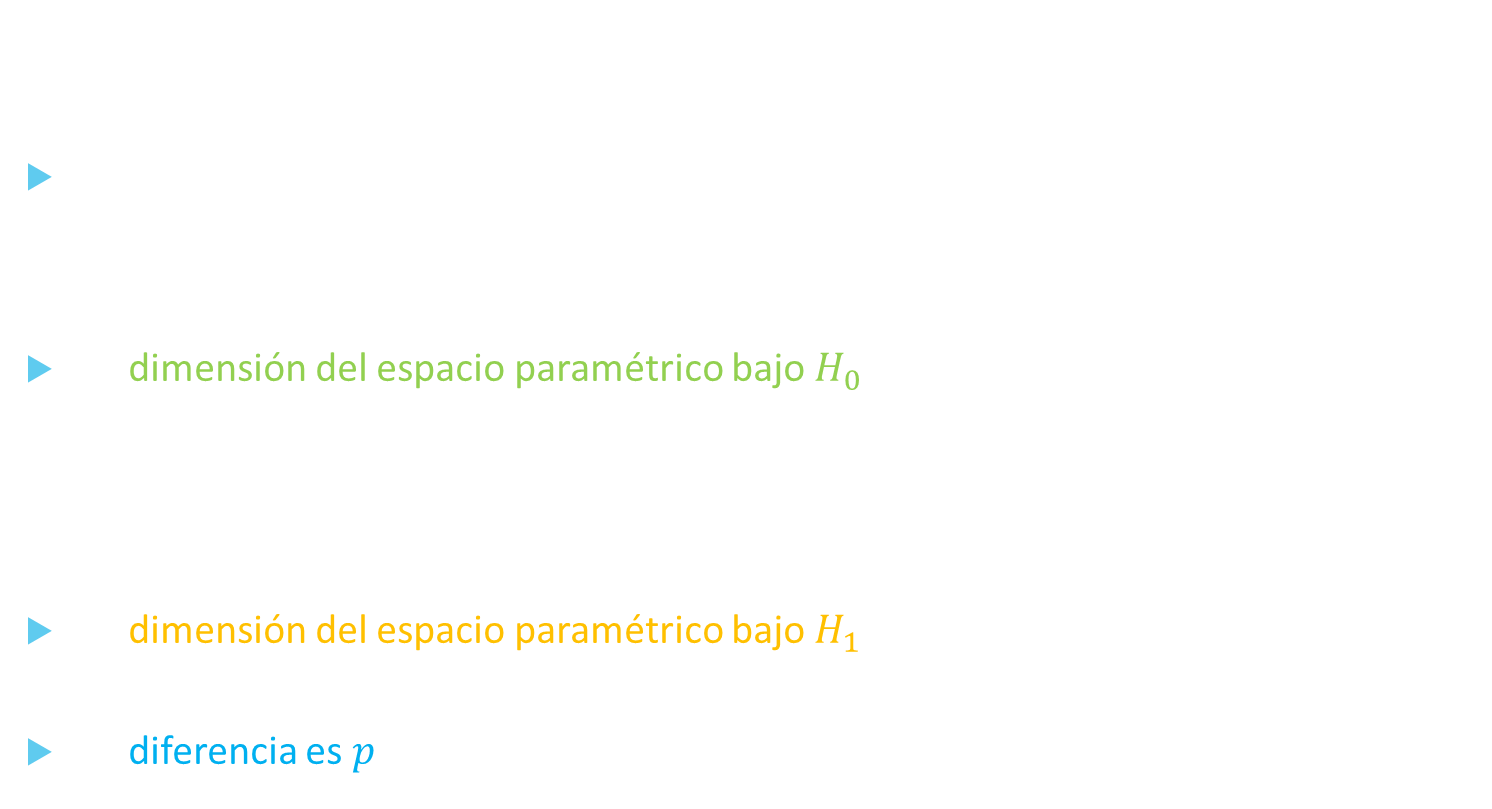 dimensión del espacio paramétrico bajo H₀
dimensión del espacio paramétrico bajo H₁
diferencia es p